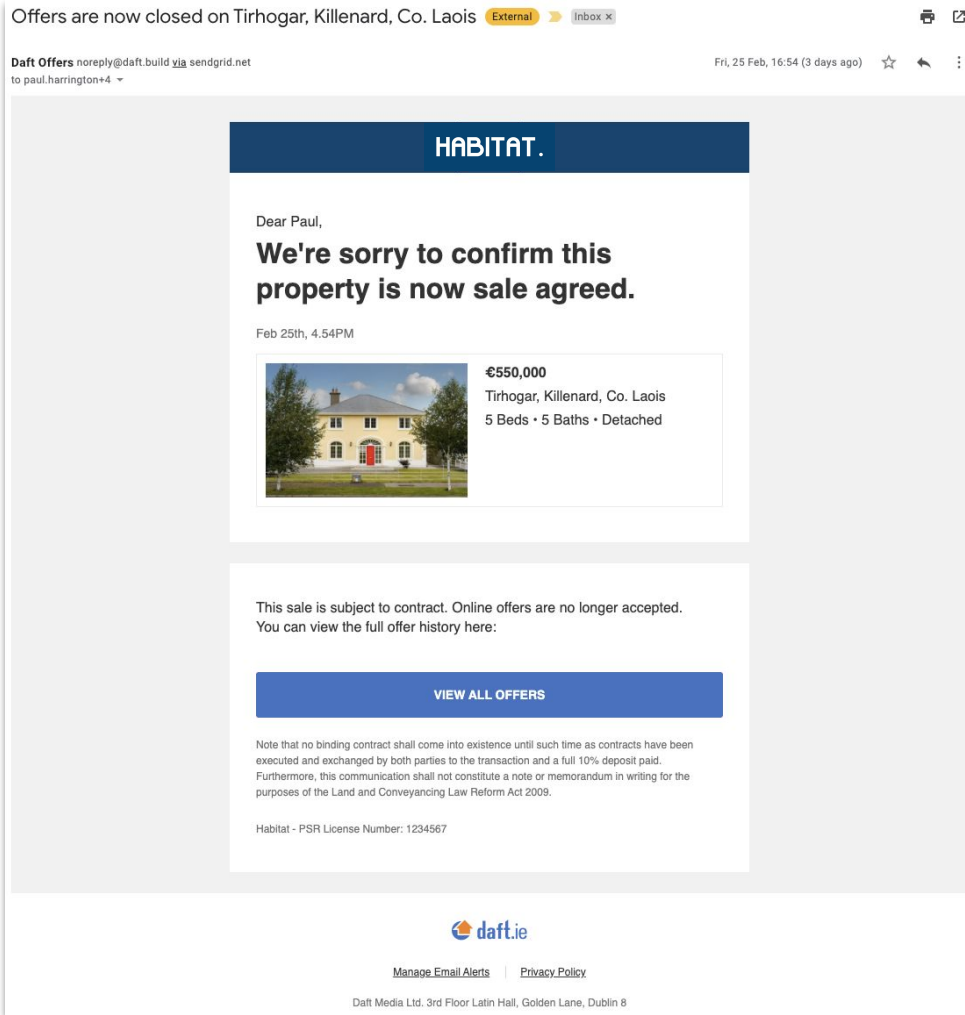 Offers are now closed on Tirhogar, Killenard, Co. Laois External Inbox ×
Daft Offers noreply@daft.build via sendgrid.net Fri, 25 Feb, 16:54 (3 days ago)
to paul.harrington+4
HABITAT.
Dear Paul,
We're sorry to confirm this
property is now sale agreed.
Feb 25th, 4.54PM
€550,000
Tirhogar, Killenard, Co. Laois
5 Beds • 5 Baths • Detached
This sale is subject to contract. Online offers are no longer accepted.
You can view the full offer history here:
VIEW ALL OFFERS
Note that no binding contract shall come into existence until such time as contracts have been
executed and exchanged by both parties to the transaction and a full 10% deposit paid.
Furthermore, this communication shall not constitute a note or memorandum in writing for the
purposes of the Land and Conveyancing Law Reform Act 2009.
Habitat - PSR License Number: 1234567
daft.ie
Manage Email Alerts Privacy Policy
Daft Media Ltd. 3rd Floor Latin Hall, Golden Lane, Dublin 8